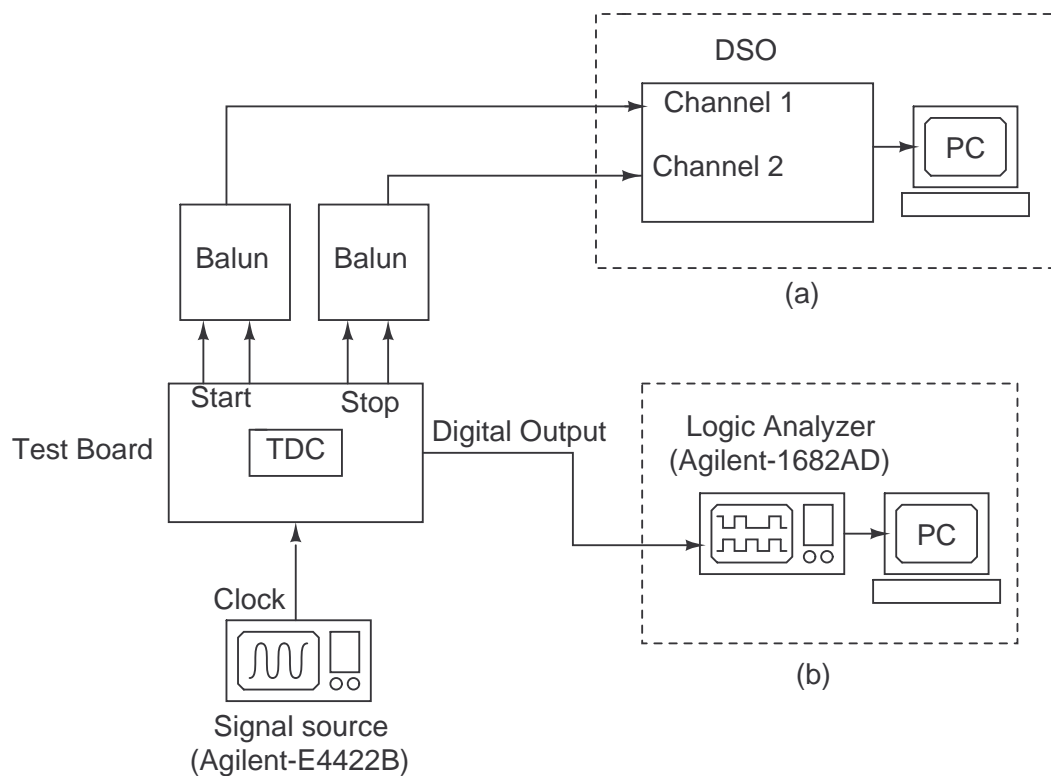 DSO
Channel 1
PC
Channel 2
Balun
Balun
(a)
Start
Stop
Test Board
TDC
Digital Output
Logic Analyzer
(Agilent-1682AD)
PC
Clock
(b)
Signal source
(Agilent-E4422B)